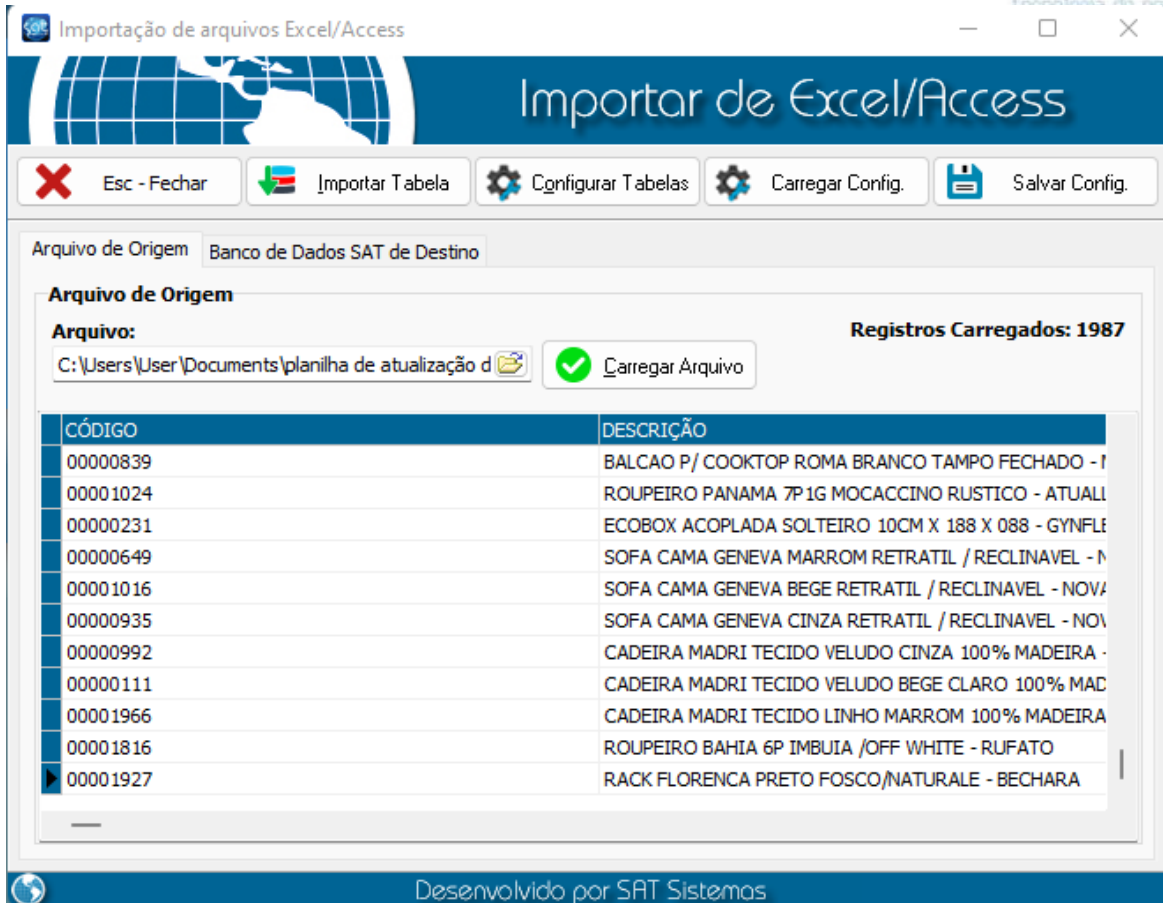 Importação de arquivos Excel/Access
Importar de Excel/Access
Esc - Fechar
Importar Tabela
Configurar Tabelas
Carregar Config.
Salvar Config.
Arquivo de Origem
Banco de Dados SAT de Destino
Arquivo de Origem
Arquivo:
Registros Carregados: 1987
C:\Users\User\Documents\planilha de atualização d
Carregar Arquivo
CÓDIGO DESCRIÇÃO
00000839 BALCAO P/ COOKTOP ROMA BRANCO TAMPO FECHADO -
00001024 ROUPEIRO PANAMA 7P1G MOCACCINO RUSTICO - ATUALL
00000231 ECOBOX ACOPLADA SOLTEIRO 10CM X 188 X 088 - GYNFLE
00000649 SOFA CAMA GENEVA MARROM RETRATIL / RECLINAVEL -
00001016 SOFA CAMA GENEVA BEGE RETRATIL / RECLINAVEL - NOVA
00000935 SOFA CAMA GENEVA CINZA RETRATIL / RECLINAVEL - NOV
00000992 CADEIRA MADRI TECIDO VELUDO CINZA 100% MADEIRA -
00000111 CADEIRA MADRI TECIDO VELUDO BEGE CLARO 100% MAD
00001966 CADEIRA MADRI TECIDO LINHO MARROM 100% MADEIRA
00001816 ROUPEIRO BAHIA 6P IMBUIA /OFF WHITE - RUFATO
00001927 RACK FLORENCA PRETO FOSCO/NATURALE - BECHARA
Desenvolvido por SAT Sistemas